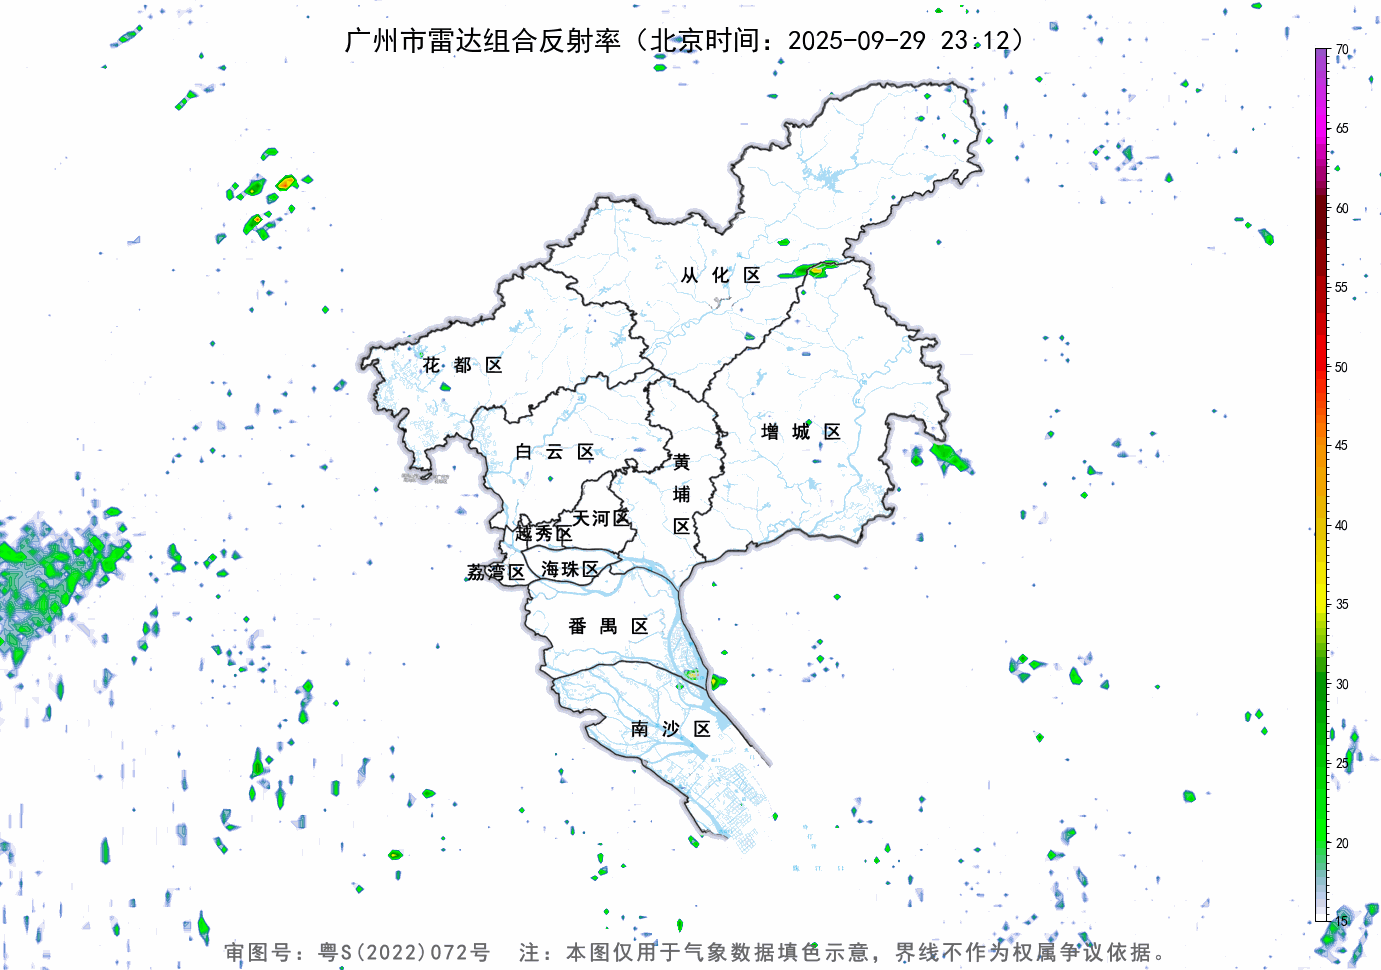 广州市雷达组合反射率（北京时间：2025-09-29 23:12）
70
65
60
55
50
45
40
35
30
25
20
15
从化区
花都区
增城区
白云区
黄埔区
天河区
越秀区
海珠区
荔湾区
番禺区
南沙区
审图号：粤S(2022)072号 注：本图仅用于气象数据填色示意，界线不作为权属争议依据。